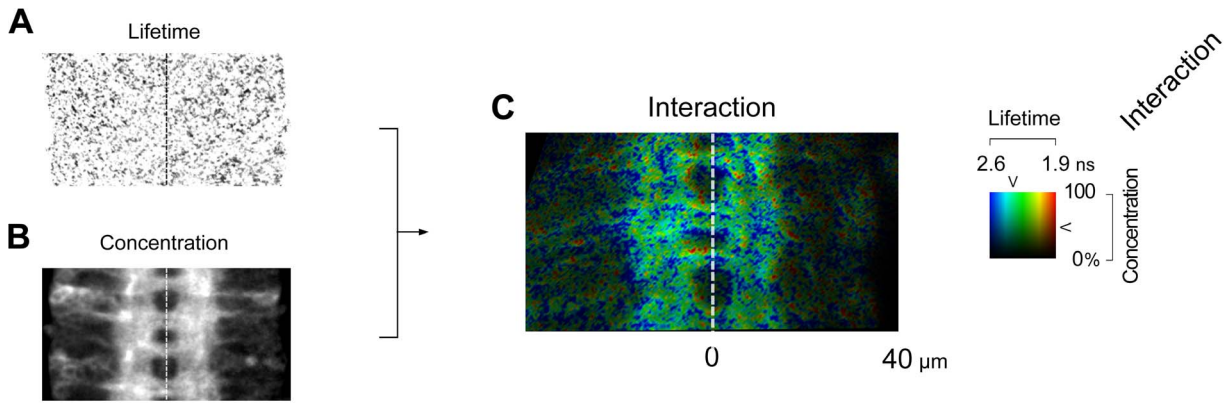 A
Lifetime
B
Concentration
C
Interaction
0
40 µm
Lifetime
2.6
1.9 ns
V
100
V
0%
Concentration
Interaction